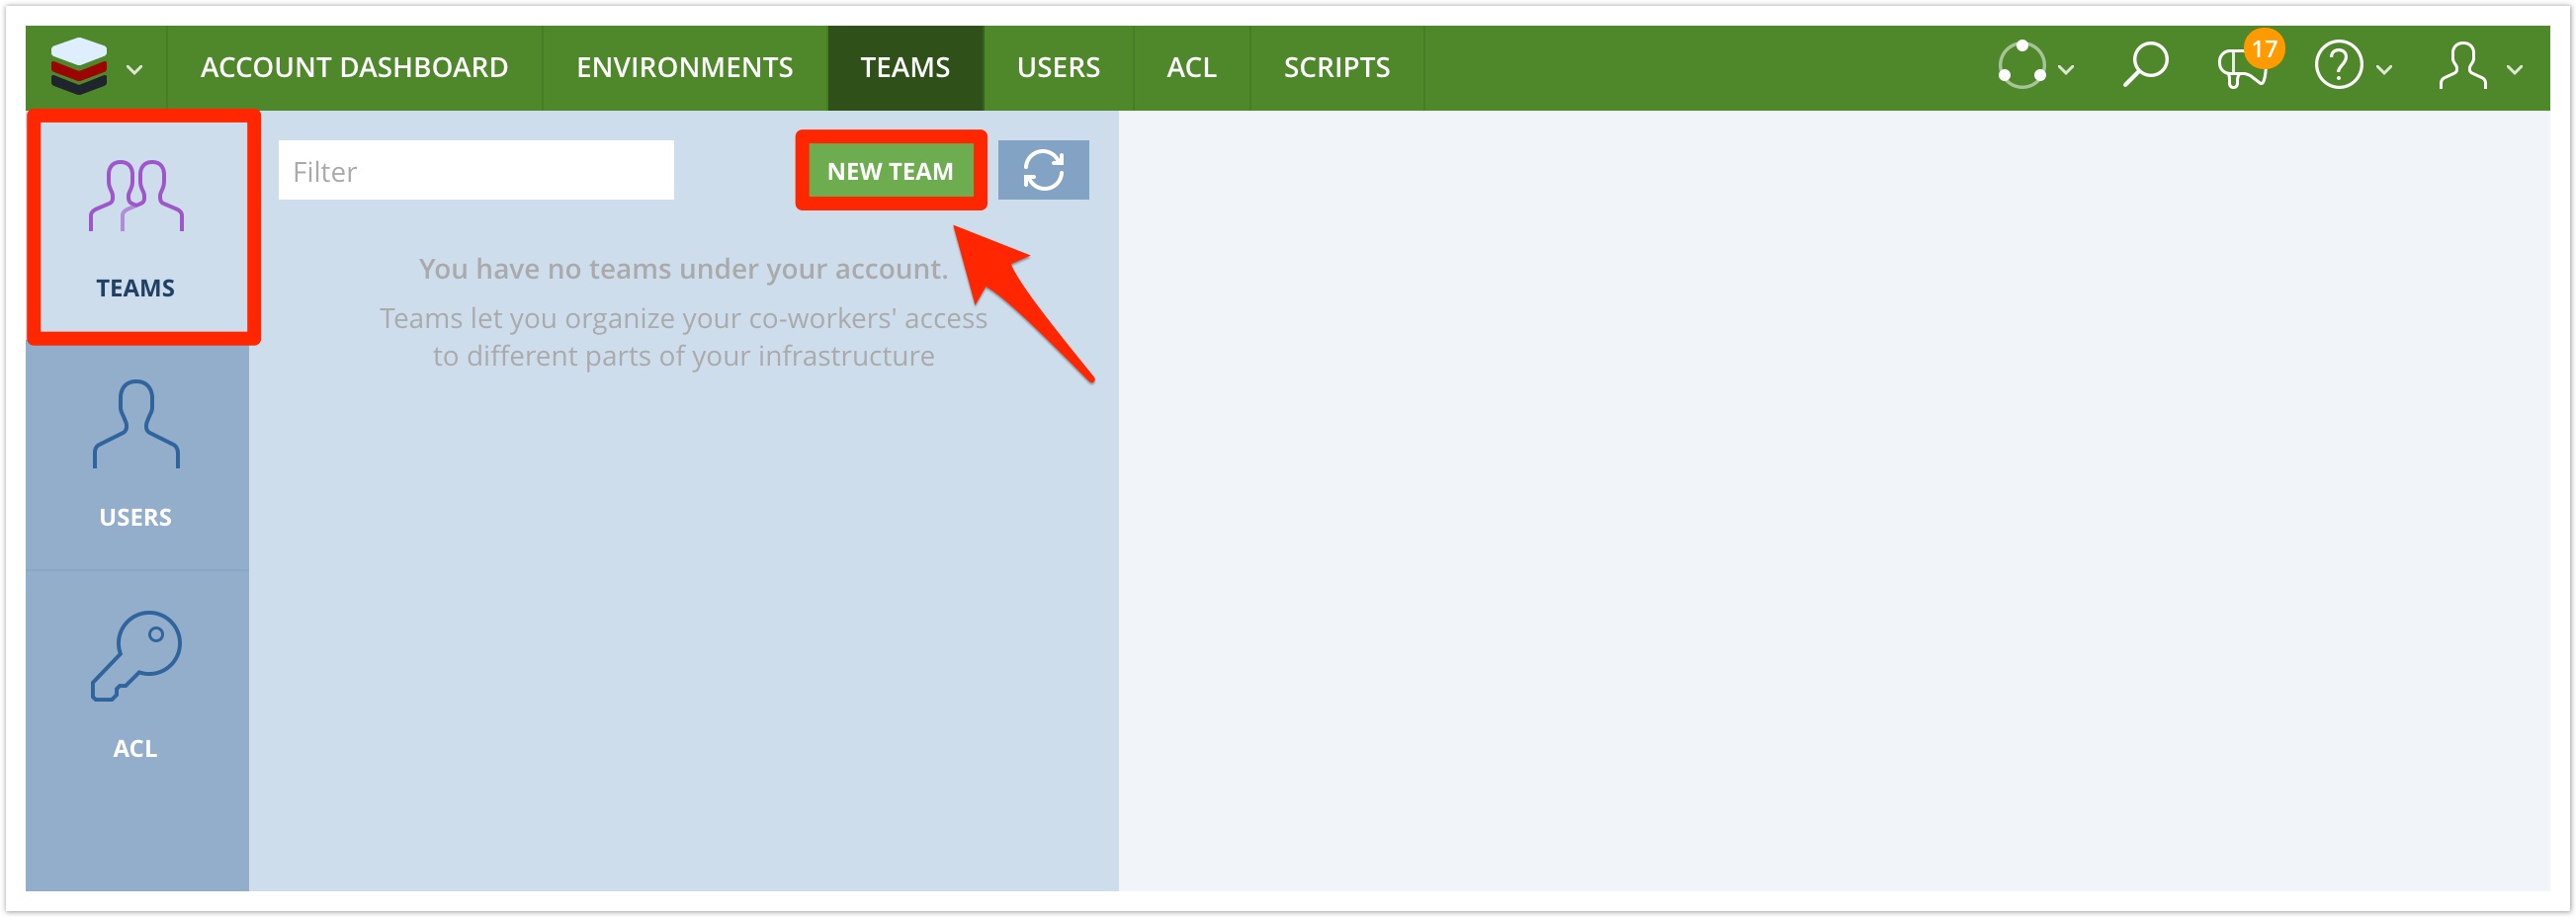 ACCOUNT DASHBOARD
ENVIRONMENTS
TEAMS
USERS
ACL
SCRIPTS
17
?
TEAMS
USERS
ACL
Filter
NEW TEAM
You have no teams under your account.
Teams let you organize your co-workers' access
to different parts of your infrastructure